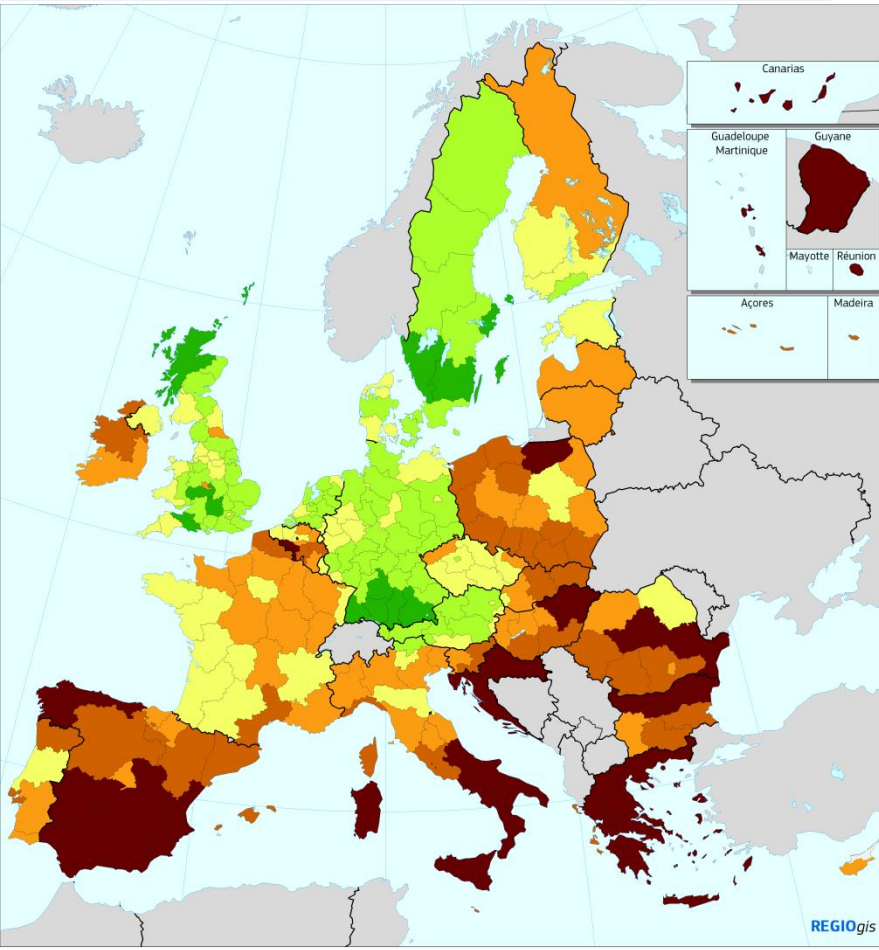 Canarias
Guadeloupe
Martinique
Guyane
Mayotte
Réunion
Açores
Madeira
REGIOgis